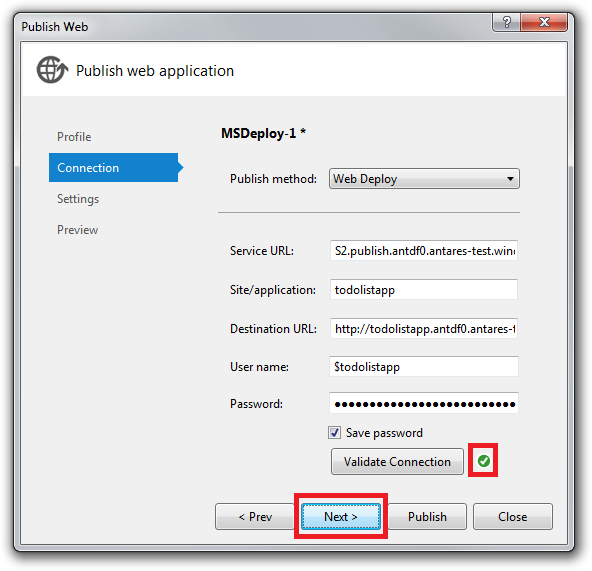 Publish Web
?
Publish web application
Profile
Connection
Settings
Preview
MSDeploy-1 *
Publish method: Web Deploy
Service URL: S2.publish.antdf0.antares-test.wind
Site/application: todolistapp
Destination URL: http://todolistapp.antdf0.antares-t
User name: $todolistapp
Password: ●●●●●●●●●●●●●●●●●●●●●●●●●●
Save password
Validate Connection
< Prev
Next >
Publish
Close